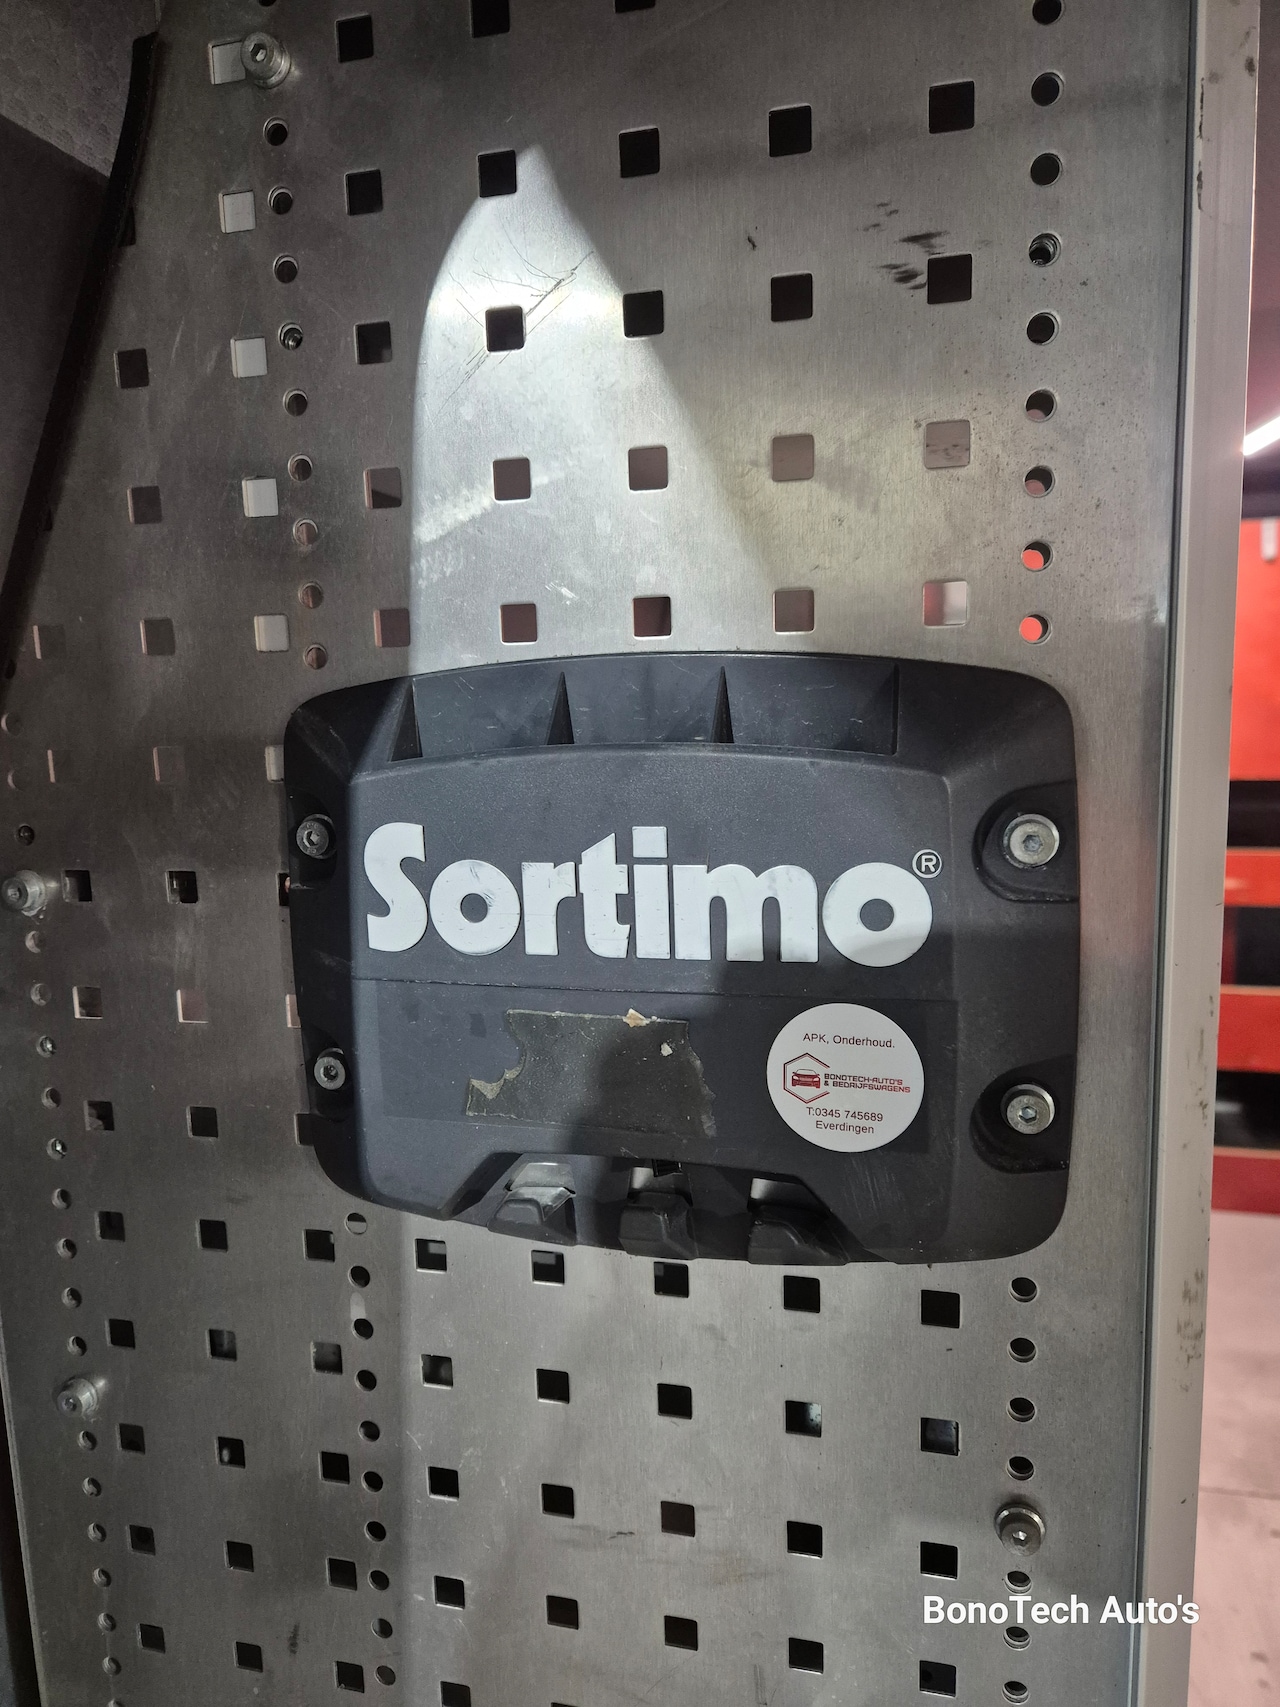 Sortimo®
APK, Onderhoud.
BONOTECH-AUTO'S
& BEDRIJFSWAGENS
T:0345 745689
Everdingen
BonoTech Auto's